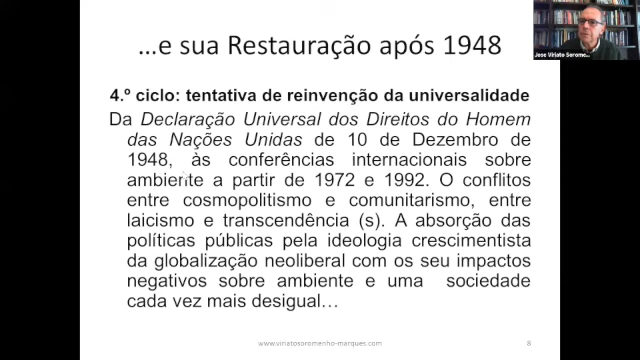 ...e sua Restauração após 1948
4.º ciclo: tentativa de reinvenção da universalidade
Da Declaração Universal dos Direitos do Homem
das Nações Unidas de 10 de Dezembro de
1948, às conferências internacionais sobre
ambiente a partir de 1972 e 1992. O conflitos
entre cosmopolitismo e comunitarismo, entre
laicismo e transcendência (s). A absorção das
políticas públicas pela ideologia crescimentista
da globalização neoliberal com os seu impactos
negativos sobre ambiente e uma sociedade
cada vez mais desigual...
www.viriatosoromenho-marques.com
8
Jose Viriato Sorome...